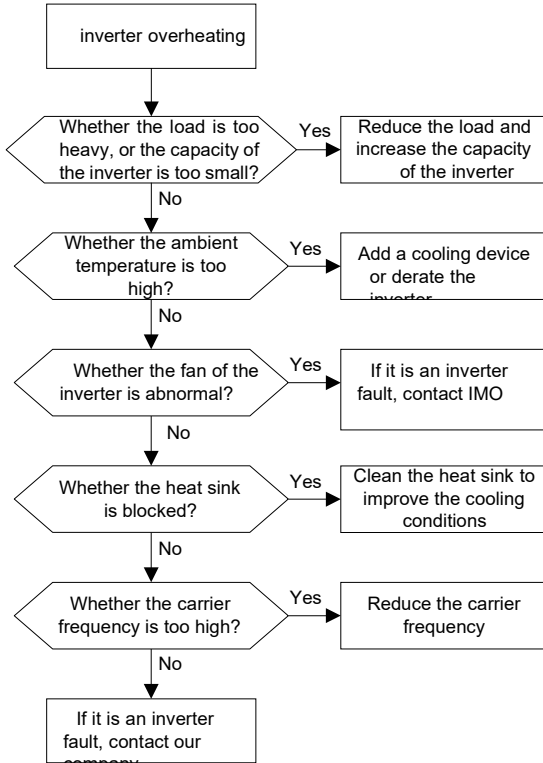 inverter overheating
Whether the load is too
heavy, or the capacity of
the inverter is too small?
Yes
Reduce the load and
increase the capacity
of the inverter
No
Whether the ambient
temperature is too
high?
Yes
Add a cooling device
or derate the
inverter
No
Whether the fan of the
inverter is abnormal?
Yes
If it is an inverter
fault, contact IMO
No
Whether the heat sink
is blocked?
Yes
Clean the heat sink to
improve the cooling
conditions
No
Whether the carrier
frequency is too high?
Yes
Reduce the carrier
frequency
No
If it is an inverter
fault, contact our
company